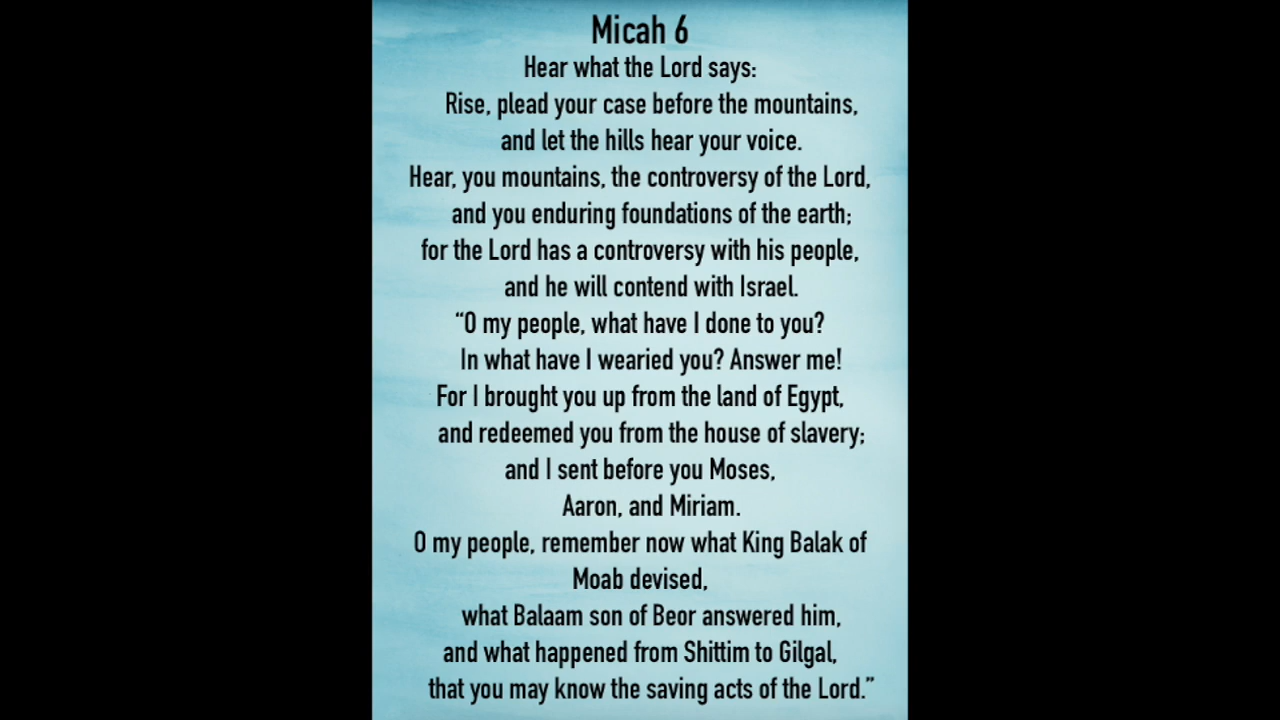 Micah 6
Hear what the Lord says:
Rise, plead your case before the mountains,
and let the hills hear your voice.
Hear, you mountains, the controversy of the Lord,
and you enduring foundations of the earth;
for the Lord has a controversy with his people,
and he will contend with Israel.
“O my people, what have I done to you?
In what have I wearied you? Answer me!
For I brought you up from the land of Egypt,
and redeemed you from the house of slavery;
and I sent before you Moses,
Aaron, and Miriam.
O my people, remember now what King Balak of
Moab devised,
what Balaam son of Beor answered him,
and what happened from Shittim to Gilgal,
that you may know the saving acts of the Lord.”